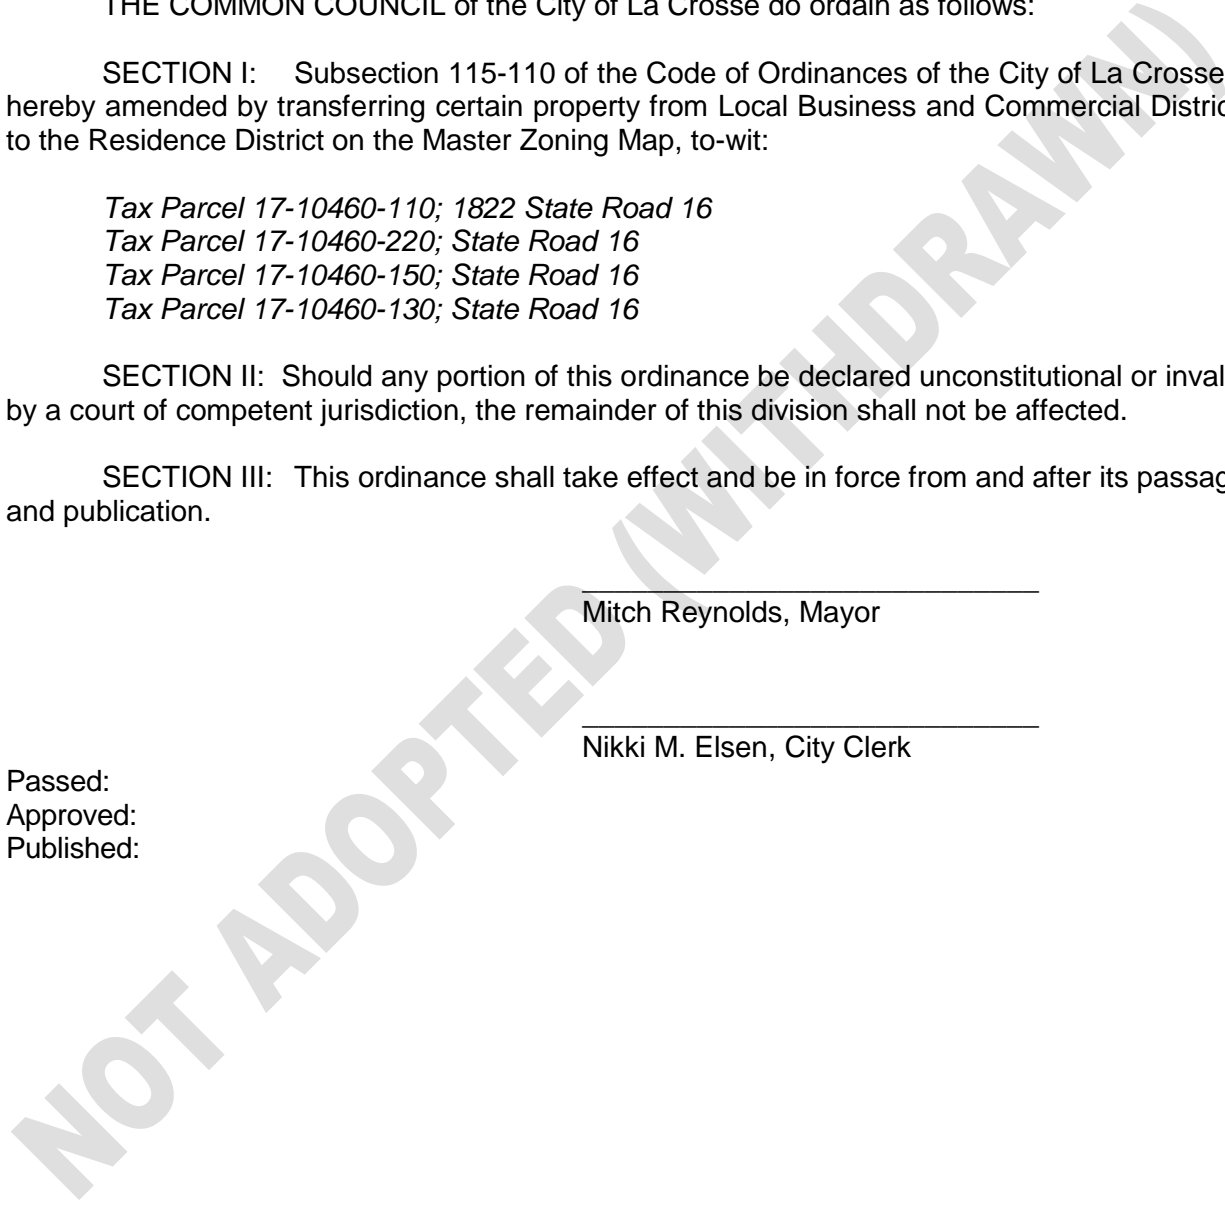 THE COMMON COUNCIL of the City of La Crosse do ordain as follows:
SECTION I: Subsection 115-110 of the Code of Ordinances of the City of La Crosse
hereby amended by transferring certain property from Local Business and Commercial Distric
to the Residence District on the Master Zoning Map, to-wit:
Tax Parcel 17-10460-110; 1822 State Road 16
Tax Parcel 17-10460-220; State Road 16
Tax Parcel 17-10460-150; State Road 16
Tax Parcel 17-10460-130; State Road 16
SECTION II: Should any portion of this ordinance be declared unconstitutional or inval
by a court of competent jurisdiction, the remainder of this division shall not be affected.
SECTION III: This ordinance shall take effect and be in force from and after its passag
and publication.
Mitch Reynolds, Mayor
Nikki M. Elsen, City Clerk
Passed:
Approved:
Published:
NOT ADOPTED (WITHDRAWN)